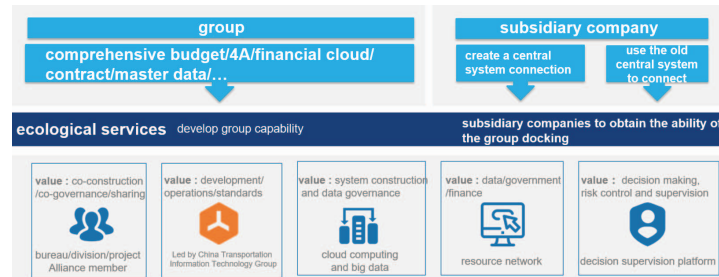 group
subsidiary company
comprehensive budget/4A/financial cloud/
contract/master data/…
create a central
system connection
use the old
central system
to connect
ecological services develop group capability
subsidiary companies to obtain the ability of
the group docking
value : co-construction
/co-governance/sharing
bureau/division/project
Alliance member
value : development/
operations/standards
Led by China Transportation
Information Technology Group
value : system construction
and data governance
cloud computing
and big data
value : data/government
/finance
resource network
value : decision making,
risk control and supervision
decision supervision platform